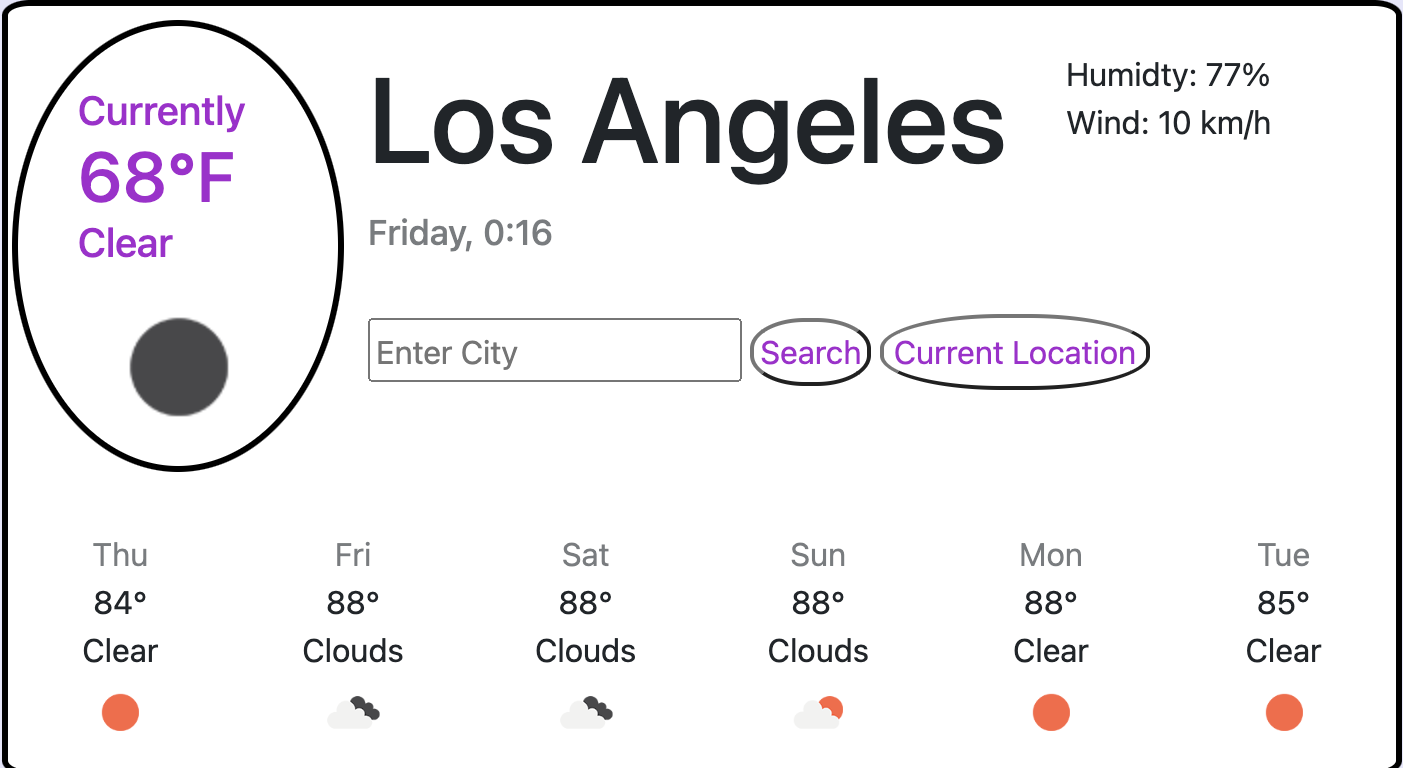 Currently
68°F
Clear
Los Angeles
Friday, 0:16
Humidty: 77%
Wind: 10 km/h
Enter City
Search
Current Location
Thu Fri Sat Sun Mon Tue
84° 88° 88° 88° 88° 85°
Clear Clouds Clouds Clouds Clear Clear